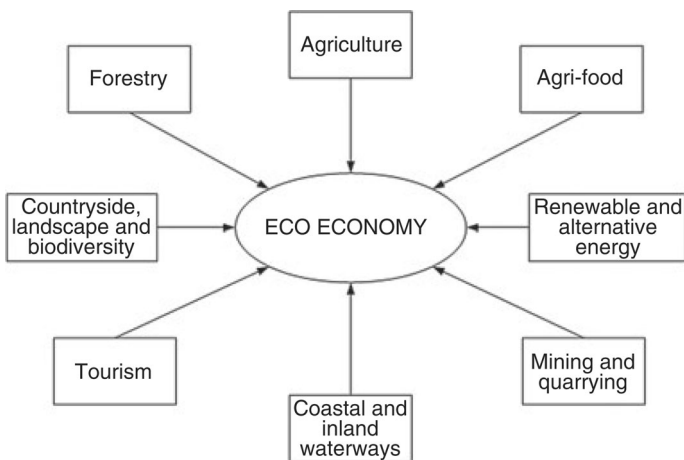 Agriculture
Forestry
Agri-food
Countryside,
landscape and
biodiversity
ECO ECONOMY
Renewable and
alternative
energy
Tourism
Mining and
quarrying
Coastal and
inland
waterways